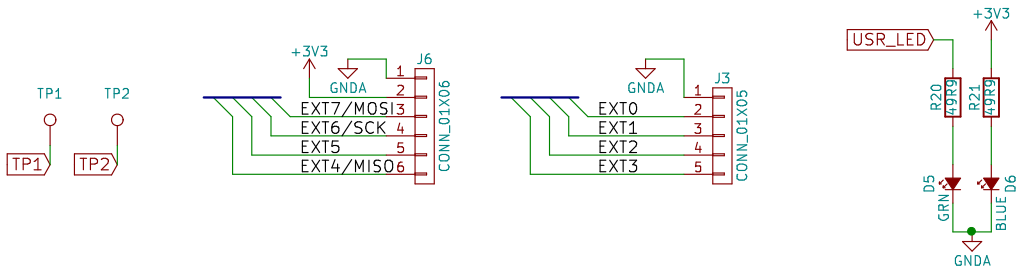 TP1
TP2
TP1
TP2
+3V3
GNDA
J6
1
2
EXT7/MOSI 3
EXT6/SCK 4
EXT5 5
EXT4/MISO 6
CONN_01X06
GNDA
J3
1
EXT0 2
EXT1 3
EXT2 4
EXT3 5
CONN_01X05
USR_LED
+3V3
R20
49R9
R21
49R9
D5
GRN
D6
BLUE
GNDA